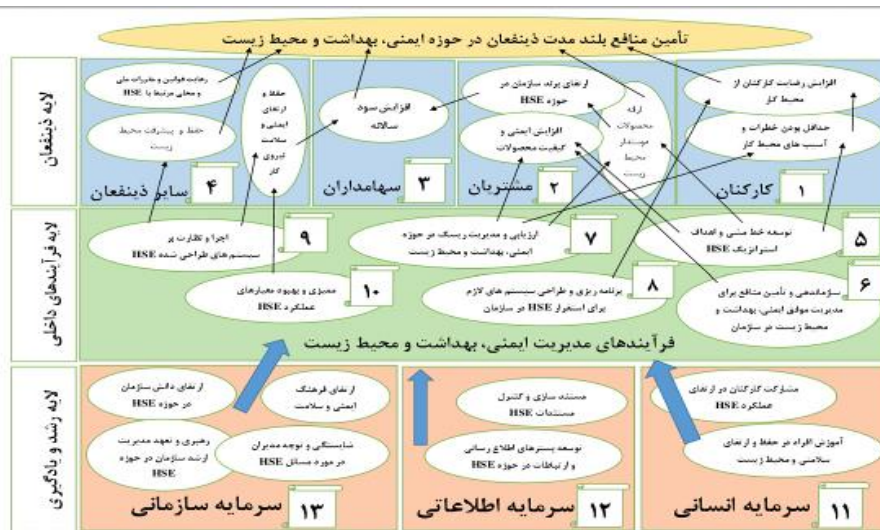 تأمین منافع بلند مدت ذینفعان در حوزه ایمنی، بهداشت و محیط زیست
لایه ذینفعان
افزایش رضایت کارکنان از
محیط کار
حداقل بودن خطرات و
آسیب های محیط کار
۱
کارکنان
ارائه
محصولات
دوستدار
محیط
زیست
ارتقای برند سازمان در
حوزه HSE
افزایش ایمنی و
کیفیت محصولات
۲
مشتریان
افزایش سود
سالانه
۳
سهامداران
حفظ و
ارتقای
ایمنی و
سلامت
نیروی
کار
رعایت قوانین و مقررات ملی
و محلی مرتبط با HSE
حفظ و پیشرفت محیط
زیست
۴
سایر ذینفعان
لایه فرآیندهای داخلی
۵
توسعه خط مشی و اهداف
استراتژیک HSE
۶
سازماندهی و تأمین منافع برای
مدیریت موفق ایمنی، بهداشت و
محیط زیست در سازمان
۷
ارزیابی و مدیریت ریسک در حوزه
ایمنی، بهداشت و محیط زیست
۸
برنامه ریزی و طراحی سیستم های لازم
برای استقرار HSE در سازمان
۹
اجرا و نظارت بر
سیستم های طراحی شده HSE
۱۰
ممیزی و بهبود معیارهای
عملکرد HSE
فرآیندهای مدیریت ایمنی، بهداشت و محیط زیست
لایه رشد و یادگیری
مشارکت کارکنان در ارتقای
عملکرد HSE
آموزش افراد در حفظ و ارتقای
سلامتی و محیط زیست
۱۱
سرمایه انسانی
مستند سازی و کنترل
مستندات HSE
توسعه بسترهای اطلاع رسانی
و ارتباطات در حوزه HSE
۱۲
سرمایه اطلاعاتی
ارتقای فرهنگ
ایمنی و سلامت
ارتقای دانش سازمان
در حوزه HSE
شایستگی و توجه مدیران
در مورد مسائل HSE
رهبری و تعهد مدیریت
ارشد سازمان در حوزه
HSE
۱۳
سرمایه سازمانی